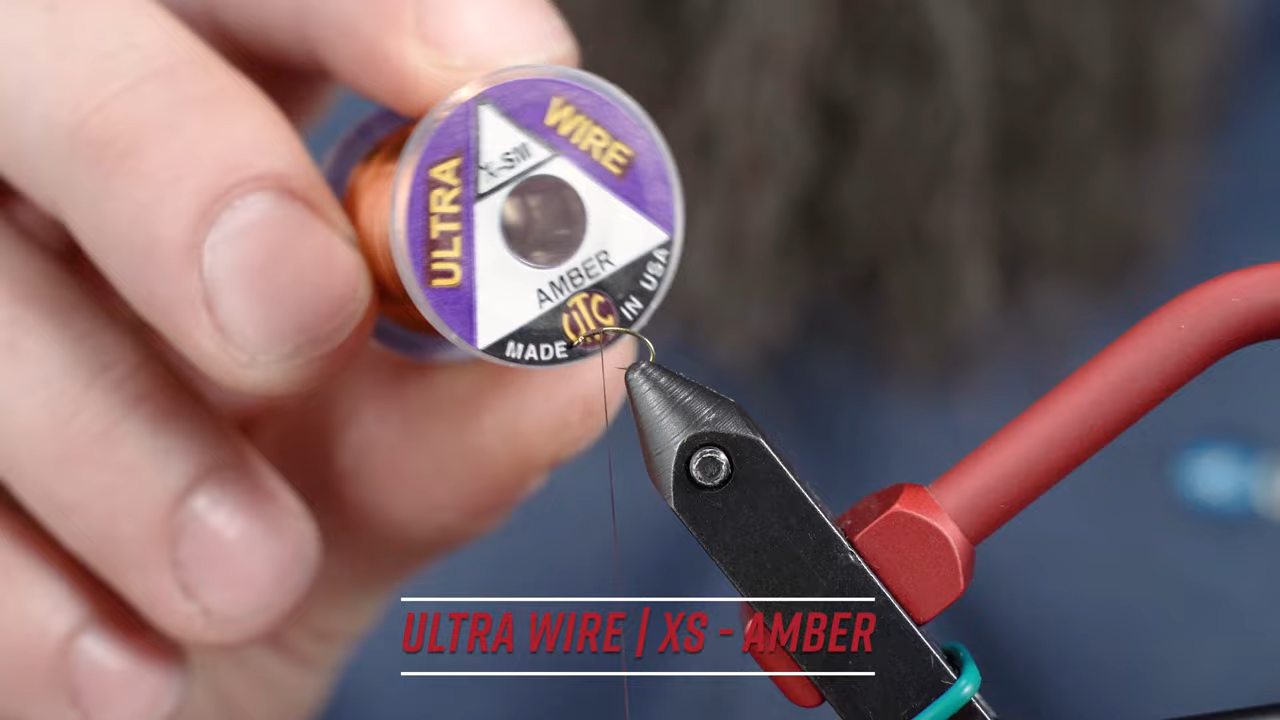 ULTRA
WIRE
X-SM
AMBER
UTC
MADE IN USA
ULTRA WIRE | XS - AMBER